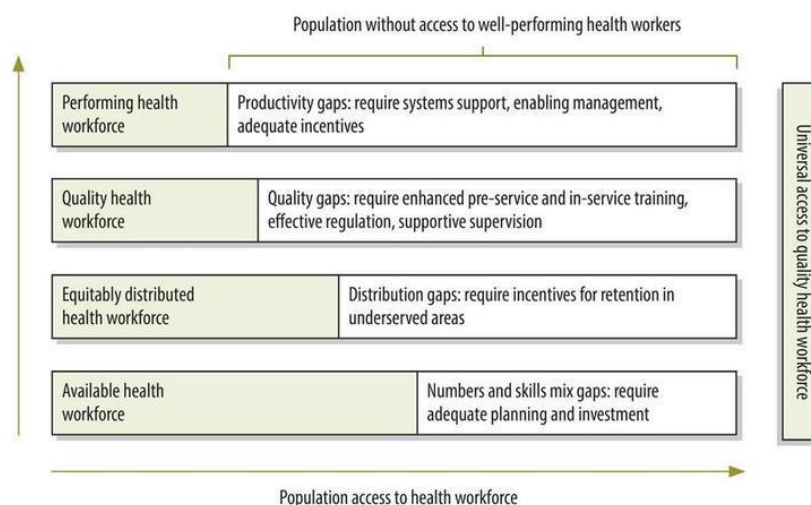 Population without access to well-performing health workers
Performing health
workforce
Productivity gaps: require systems support, enabling management,
adequate incentives
Quality health
workforce
Quality gaps: require enhanced pre-service and in-service training,
effective regulation, supportive supervision
Equitably distributed
health workforce
Distribution gaps: require incentives for retention in
underserved areas
Available health
workforce
Numbers and skills mix gaps: require
adequate planning and investment
Universal access to quality health workforce
Population access to health workforce